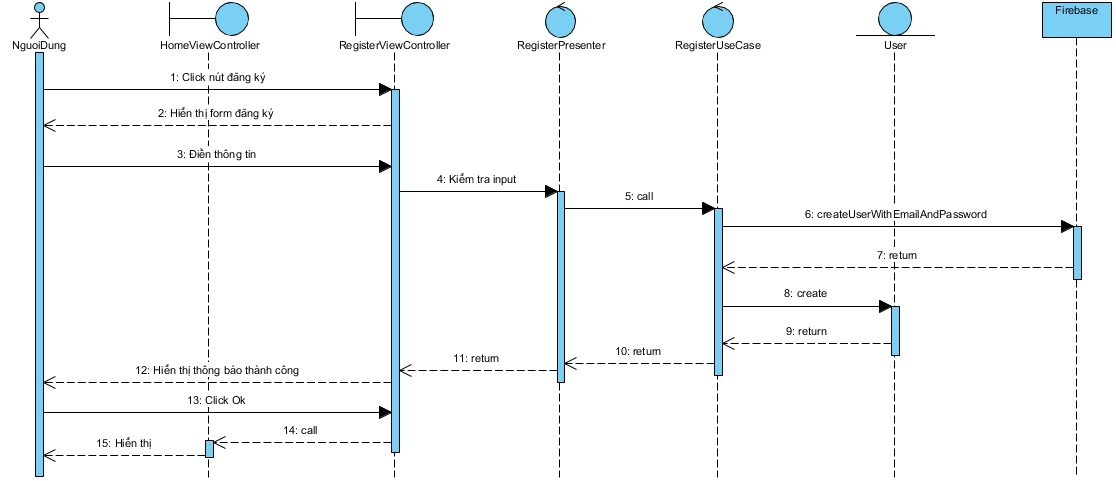 Firebase
NguoiDung
HomeViewController
RegisterViewController
RegisterPresenter
RegisterUseCase
User
1: Click nút đăng ký
2: Hiển thị form đăng ký
3: Điền thông tin
4: Kiểm tra input
5: call
6: createUserWithEmailAndPassword
7: return
8: create
9: return
10: return
11: return
12: Hiển thị thông báo thành công
13: Click Ok
14: call
15: Hiển thị